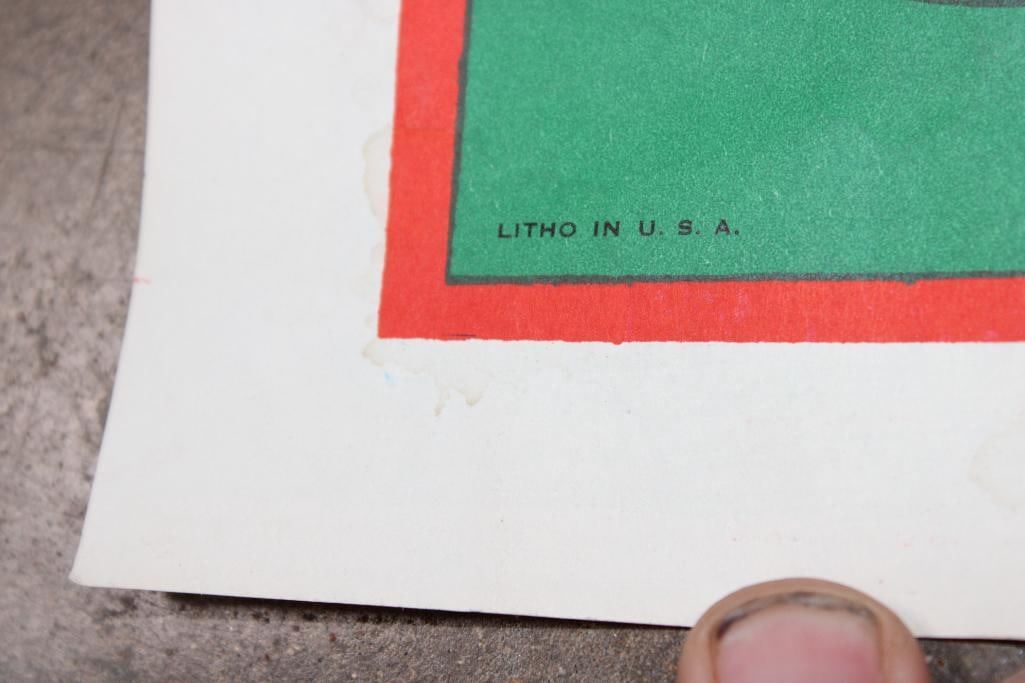 LITHO IN U. S. A.